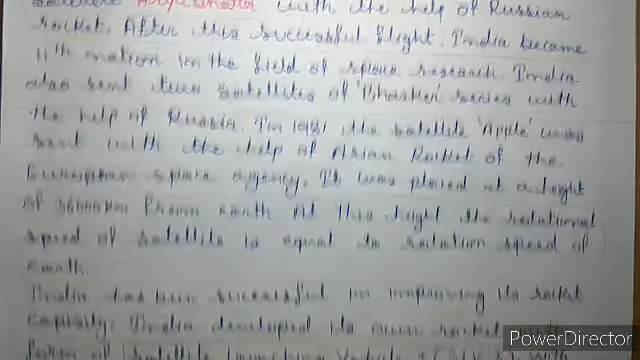 satellite Aryabhatta with the help of Russian
rocket. After this successful flight. India became
11th nation in the field of space research. India
also sent two satellites of 'Bhaskar' series with
the help of Russia. In 1981 the satellite 'Apple' was
sent with the help of Arian Rocket of the
European space agency. It was placed at a height
of 36000 km from earth At this height the rotational
speed of satellite is equal to rotation speed of
earth.
India has been successful in improving its rocket
capacity. India developed its own rocket
form of Satellite Launching Vehicle
PowerDirector